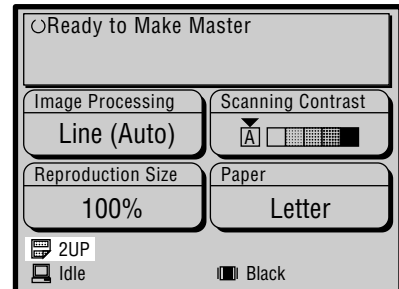 Ready to Make Master
Image Processing
Scanning Contrast
Line (Auto)
A
Reproduction Size
Paper
100%
Letter
2UP
Idle
Black